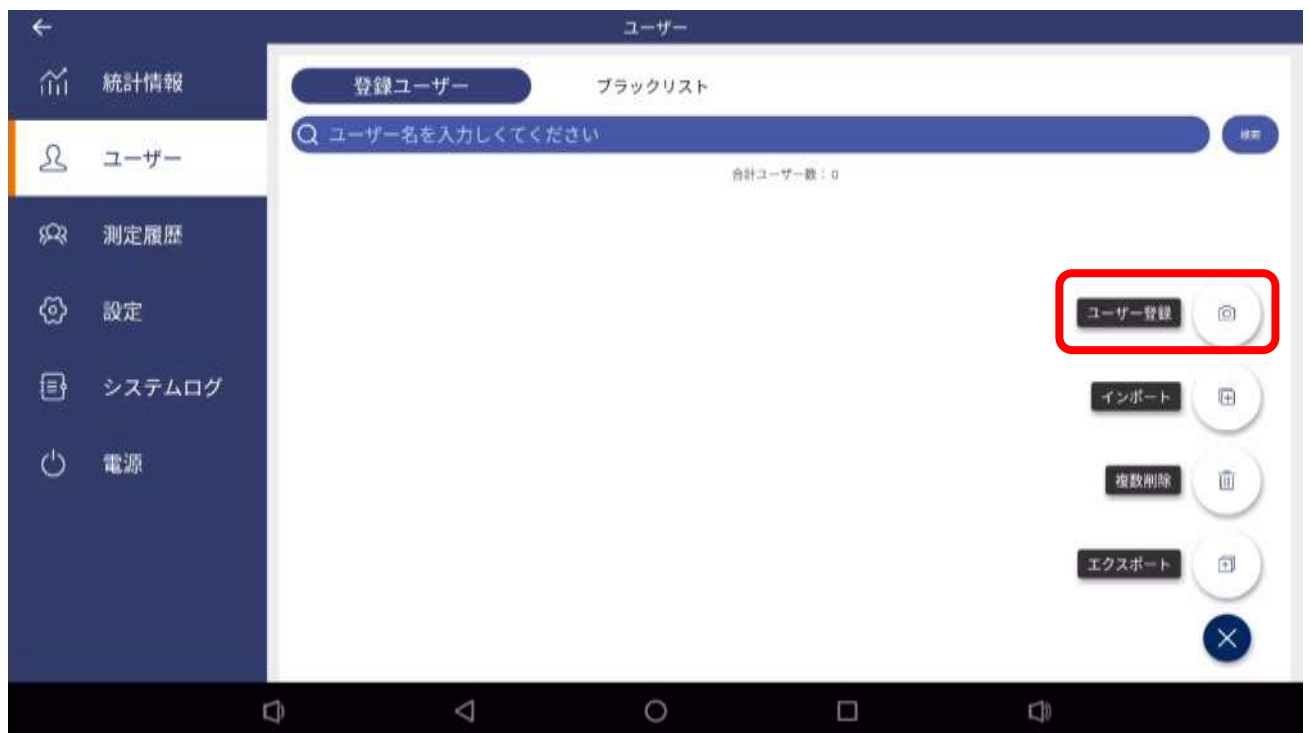 ユーザー
統計情報
ユーザー
測定履歴
設定
システムログ
電源
登録ユーザー
ブラックリスト
ユーザー名を入力しくてください
検索
合計ユーザー数：0
ユーザー登録
インポート
複数削除
エクスポート